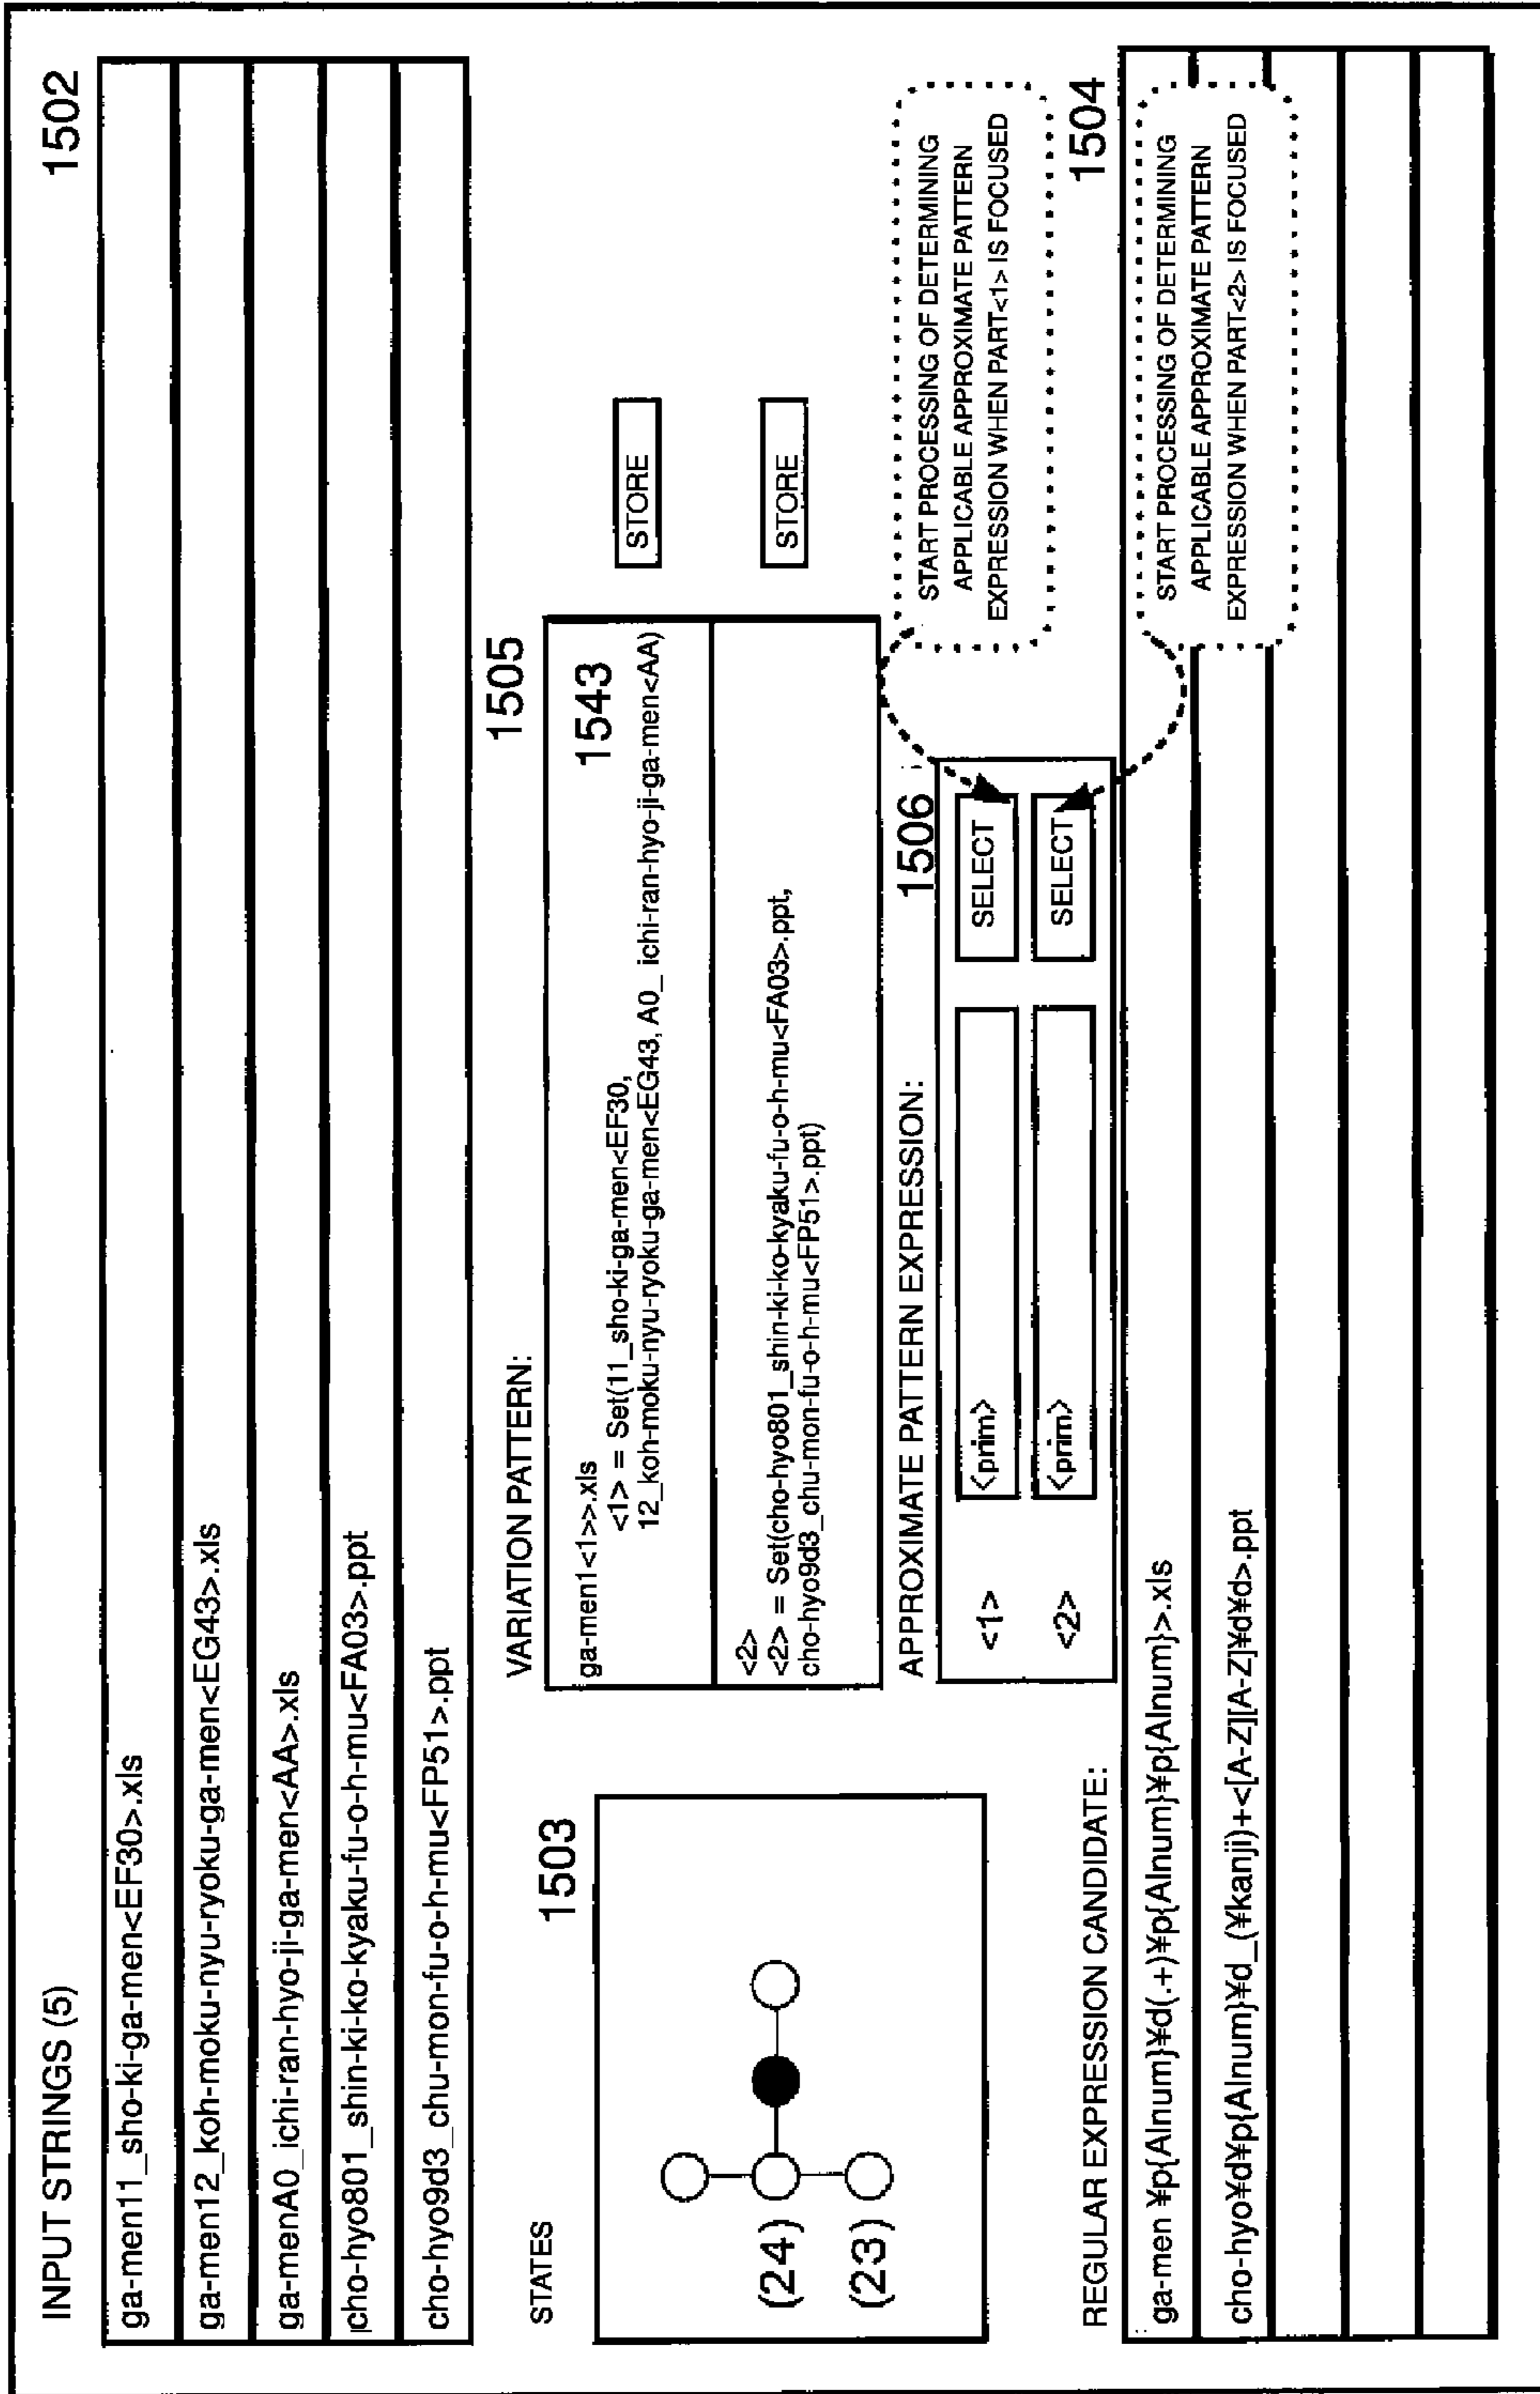 INPUT STRINGS (5)
1502
ga-men11_sho-ki-ga-men<EF30>.xls
ga-men12_koh-moku-nyu-ryoku-ga-men<EG43>.xls
ga-menA0_ichi-ran-hyo-ji-ga-men<AA>.xls
cho-hyo801_shin-ki-ko-kyaku-fu-o-h-mu<FA03>.ppt
cho-hyo9d3_chu-mon-fu-o-h-mu<FP51>.ppt
STATES
1503
(24)
(23)
VARIATION PATTERN:
1505
ga-men1<1>>.xls
1543
<1> = Set(11_sho-ki-ga-men<EF30,
12_koh-moku-nyu-ryoku-ga-men<EG43, A0_ ichi-ran-hyo-ji-ga-men<AA)
STORE
<2>
<2> = Set(cho-hyo801_shin-ki-ko-kyaku-fu-o-h-mu<FA03>.ppt,
cho-hyo9d3_chu-mon-fu-o-h-mu<FP51>.ppt)
STORE
APPROXIMATE PATTERN EXPRESSION:
1506
<1> <prim> SELECT
<2> <prim> SELECT
START PROCESSING OF DETERMINING
APPLICABLE APPROXIMATE PATTERN
EXPRESSION WHEN PART<1> IS FOCUSED
REGULAR EXPRESSION CANDIDATE:
1504
ga-men ¥p{Alnum}¥d(.+)¥p{Alnum}¥p{Alnum}>.xls
cho-hyo¥d¥p{Alnum}¥d_(¥kanji)+<[A-Z][A-Z]¥d¥d>.ppt
START PROCESSING OF DETERMINING
APPLICABLE APPROXIMATE PATTERN
EXPRESSION WHEN PART<2> IS FOCUSED